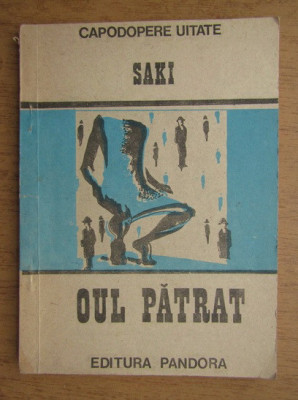 CAPODOPERE UITATE
SAKI
OUL PĂTRAT
EDITURA PANDORA